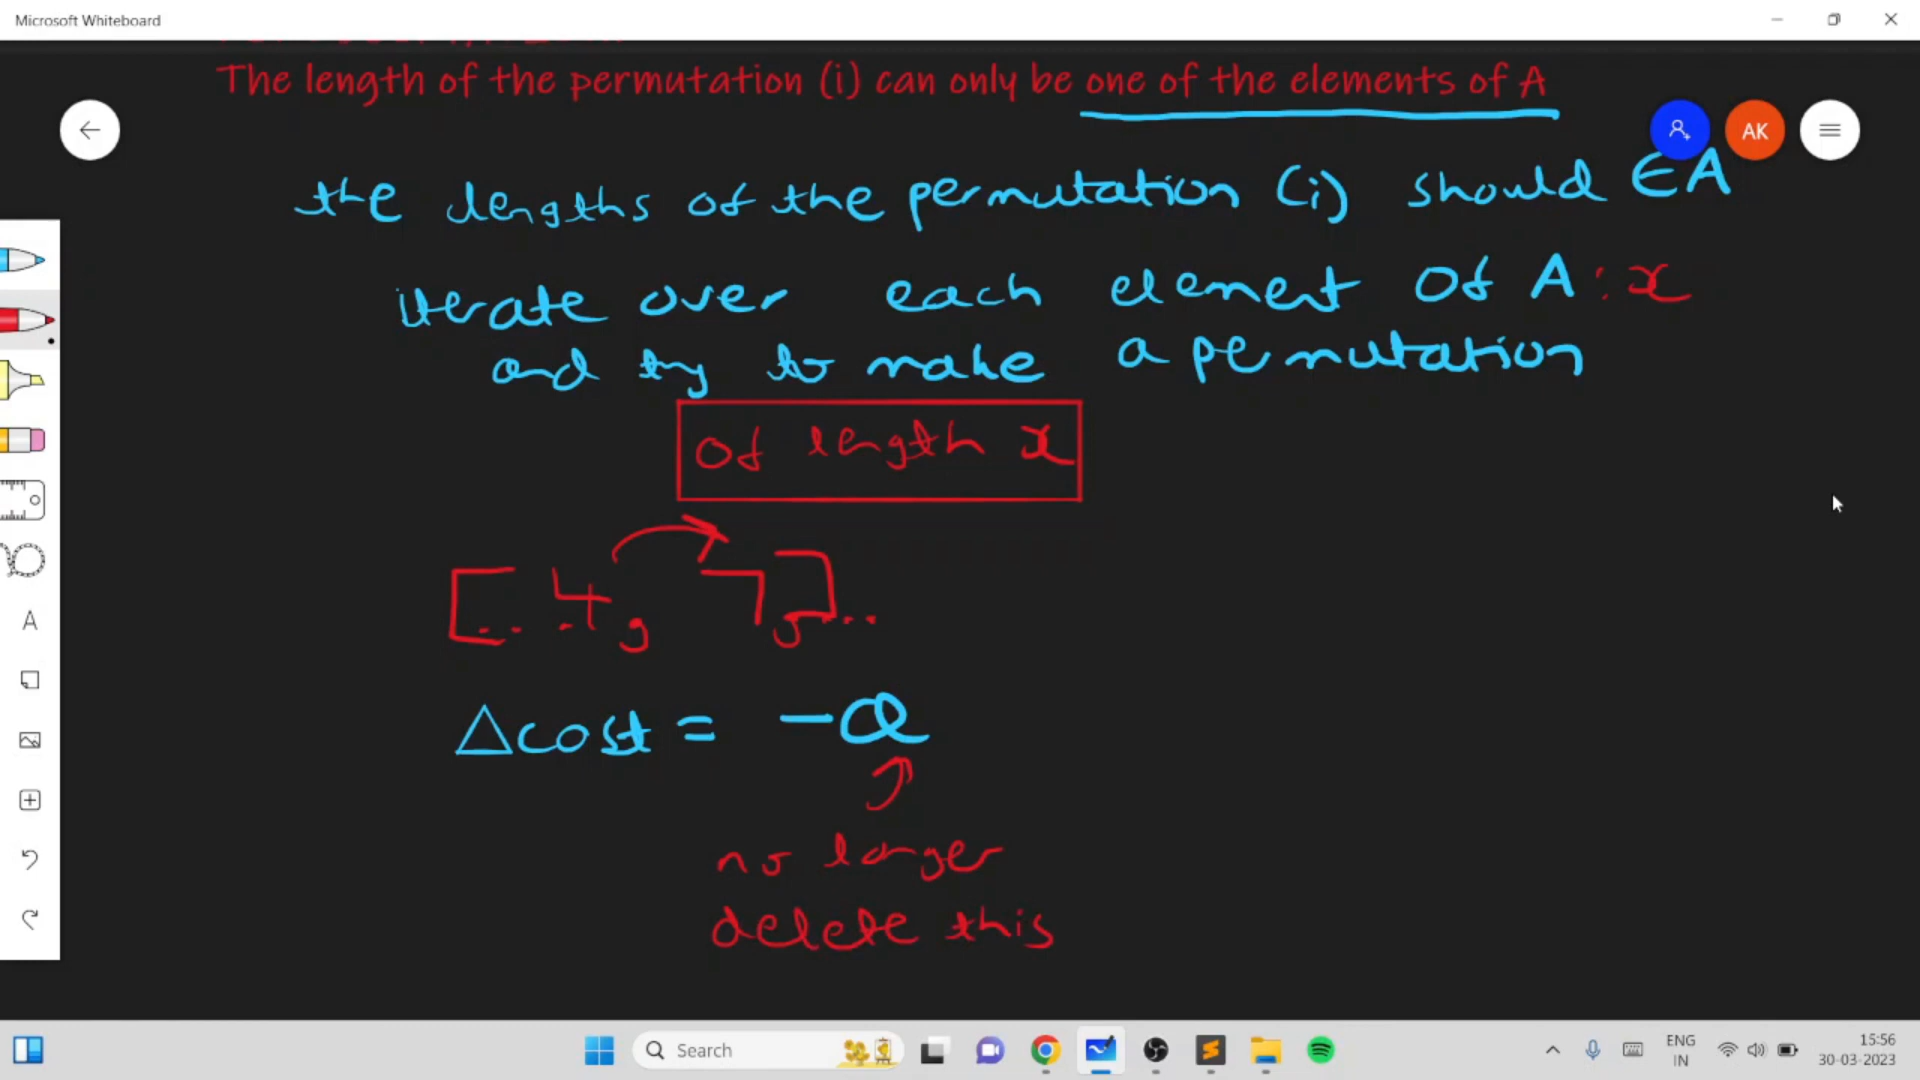 Microsoft Whiteboard
The length of the permutation (i) can only be one of the elements of A
AK
the lengths of the permutation (i) should ∈A
iterate over each element of A : x
and try to make a permutation
of length x
[.. 4, 7,]...
Δcost = -a
no longer
delete this
A
Search
ENG
IN
15:56
30-03-2023